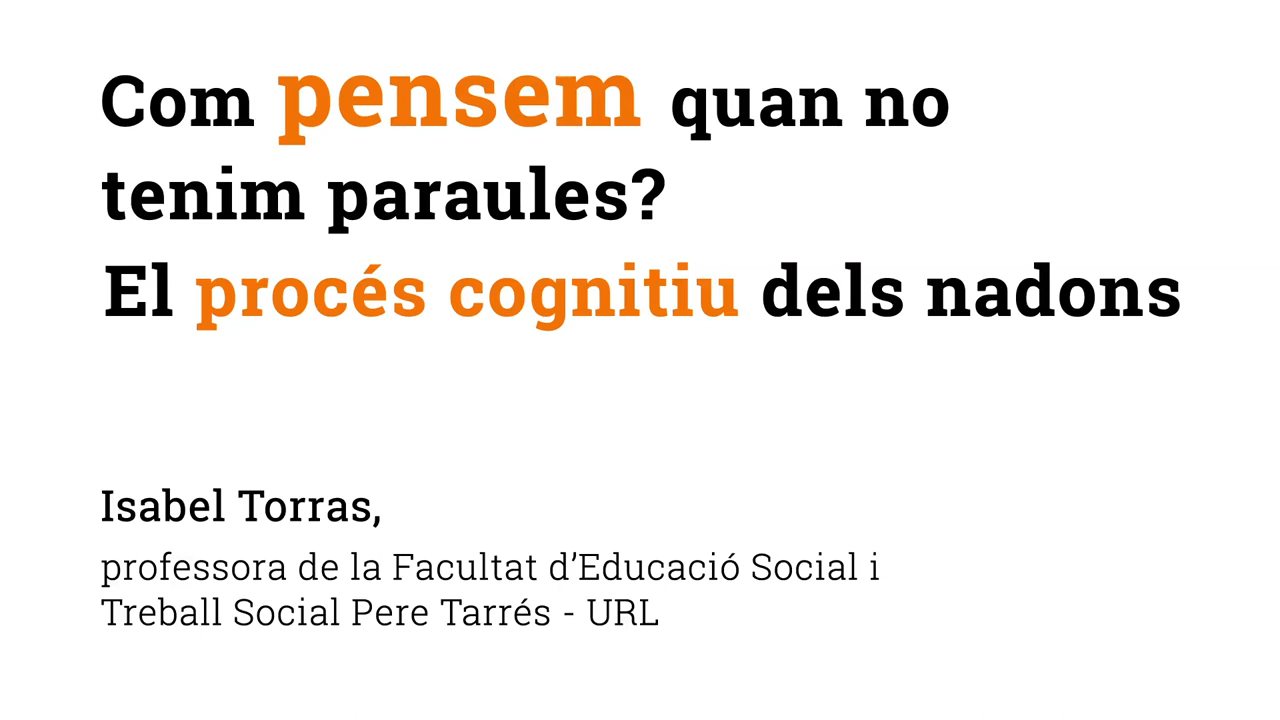 Com pensem quan no
tenim paraules?
El procés cognitiu dels nadons
Isabel Torras,
professora de la Facultat d’Educació Social i
Treball Social Pere Tarrés - URL